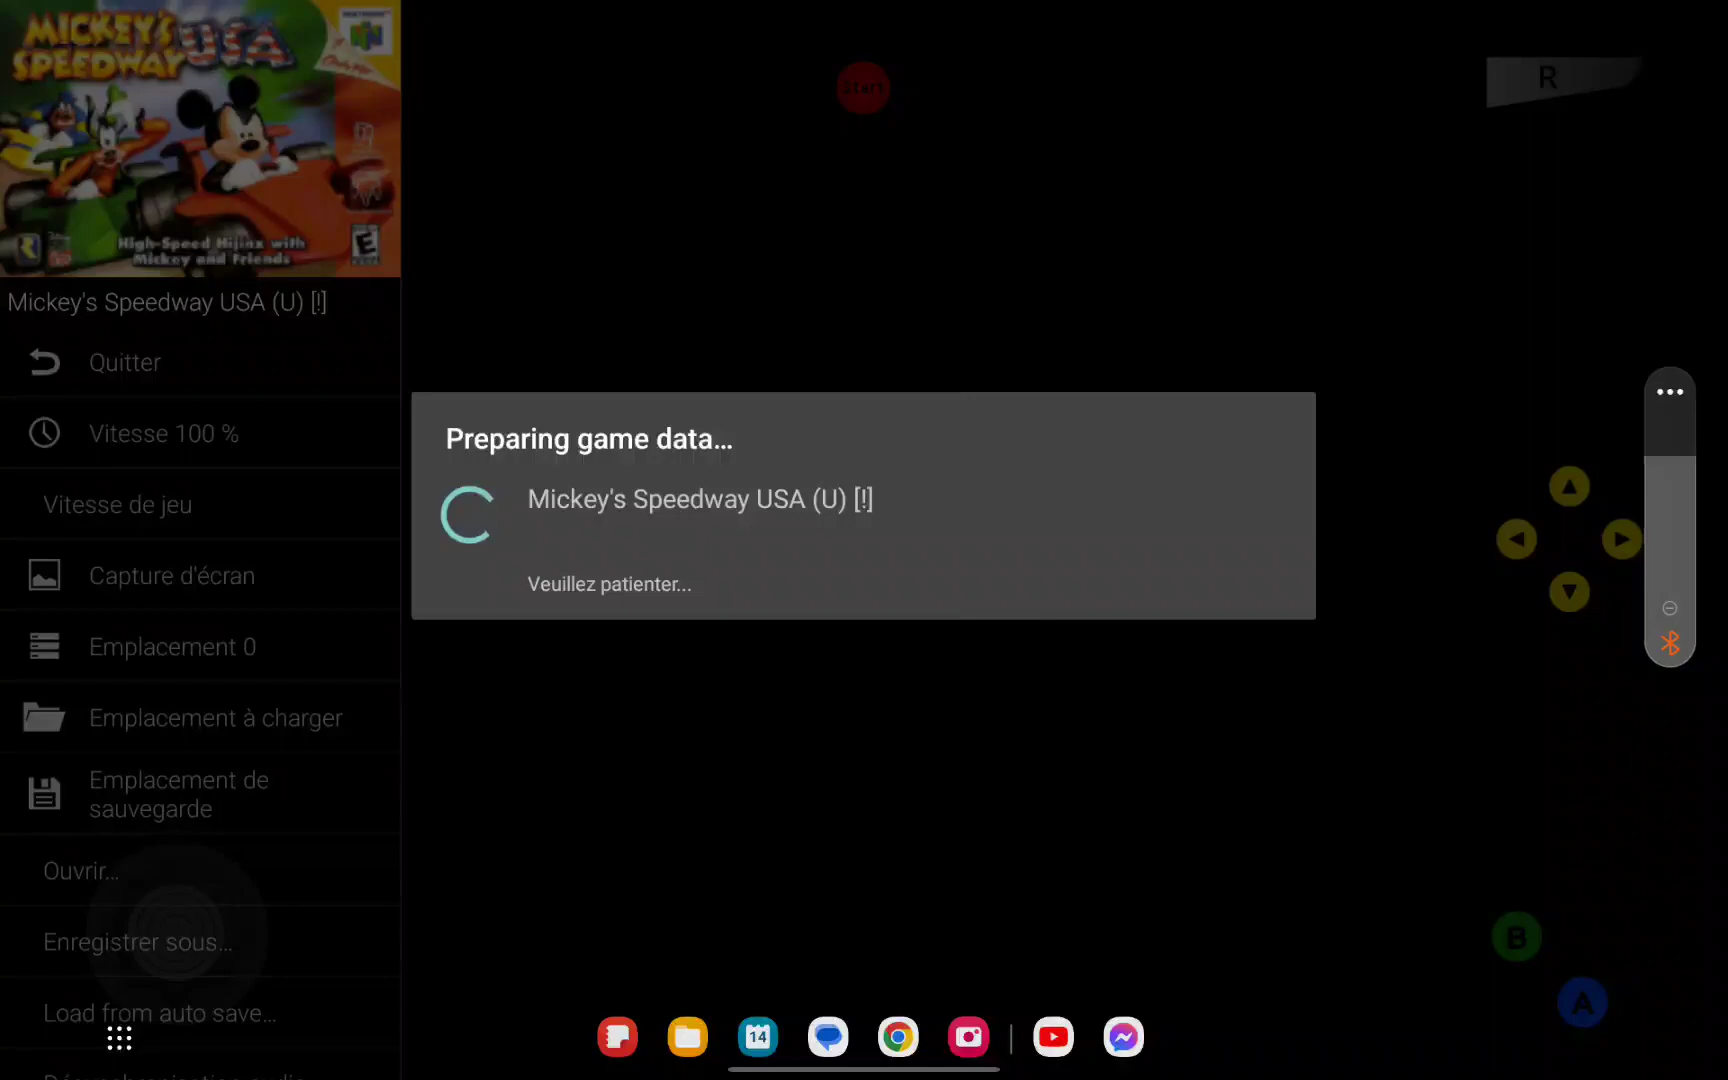 MICKEY'S
SPEEDWAY USA
High-Speed Hijinx with
Mickey and Friends
E
Start
R
Mickey's Speedway USA (U) [!]
Quitter
Vitesse 100 %
Vitesse de jeu
Capture d'écran
Emplacement 0
Emplacement à charger
Emplacement de
sauvegarde
Ouvrir...
Enregistrer sous...
Load from auto save...
Preparing game data...
Mickey's Speedway USA (U) [!]
Veuillez patienter...
B
A
14